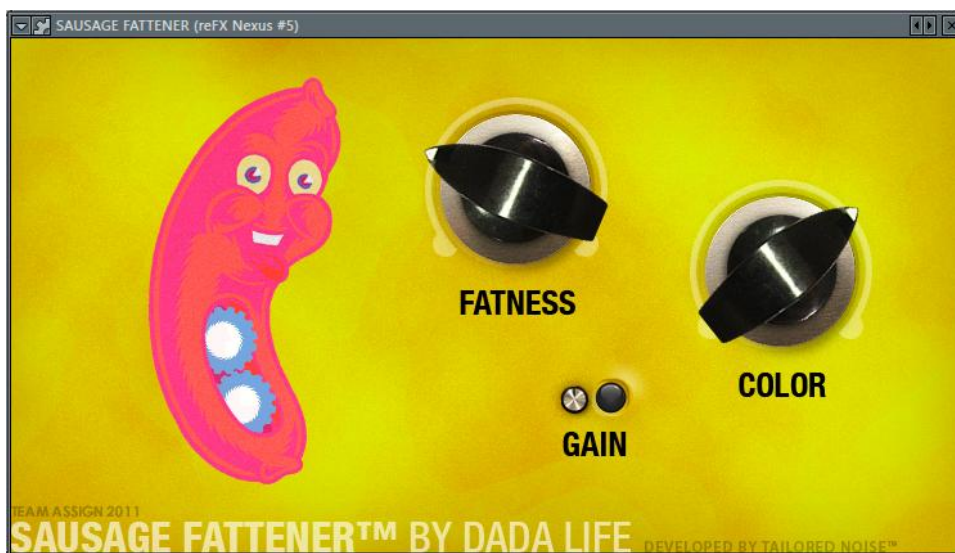 SAUSAGE FATTENER (reFX Nexus #5)
FATNESS
COLOR
GAIN
TEAM ASSIGN 2011
SAUSAGE FATTENER™ BY DADA LIFE DEVELOPED BY TAILORED NOISE™